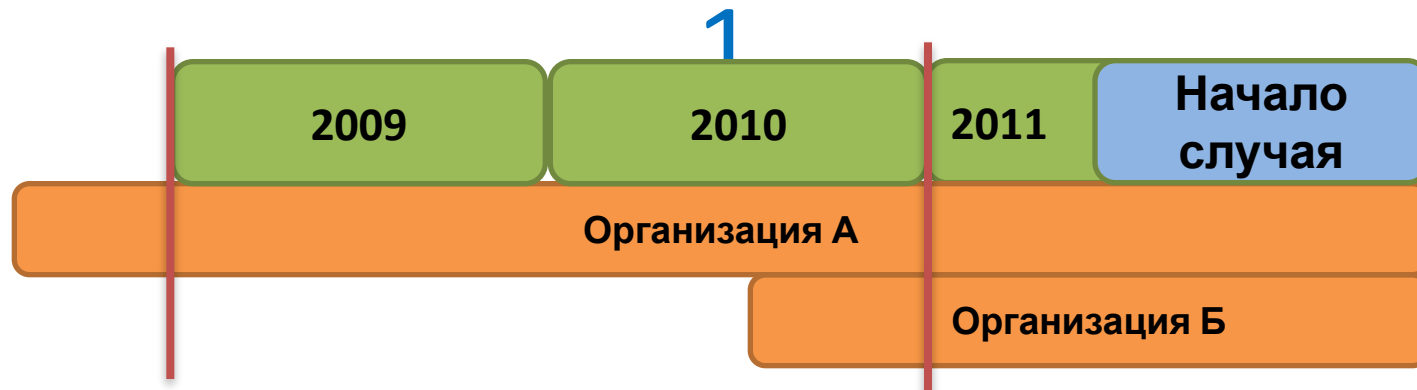 1
2009
2010
2011
Начало
случая
Организация А
Организация Б